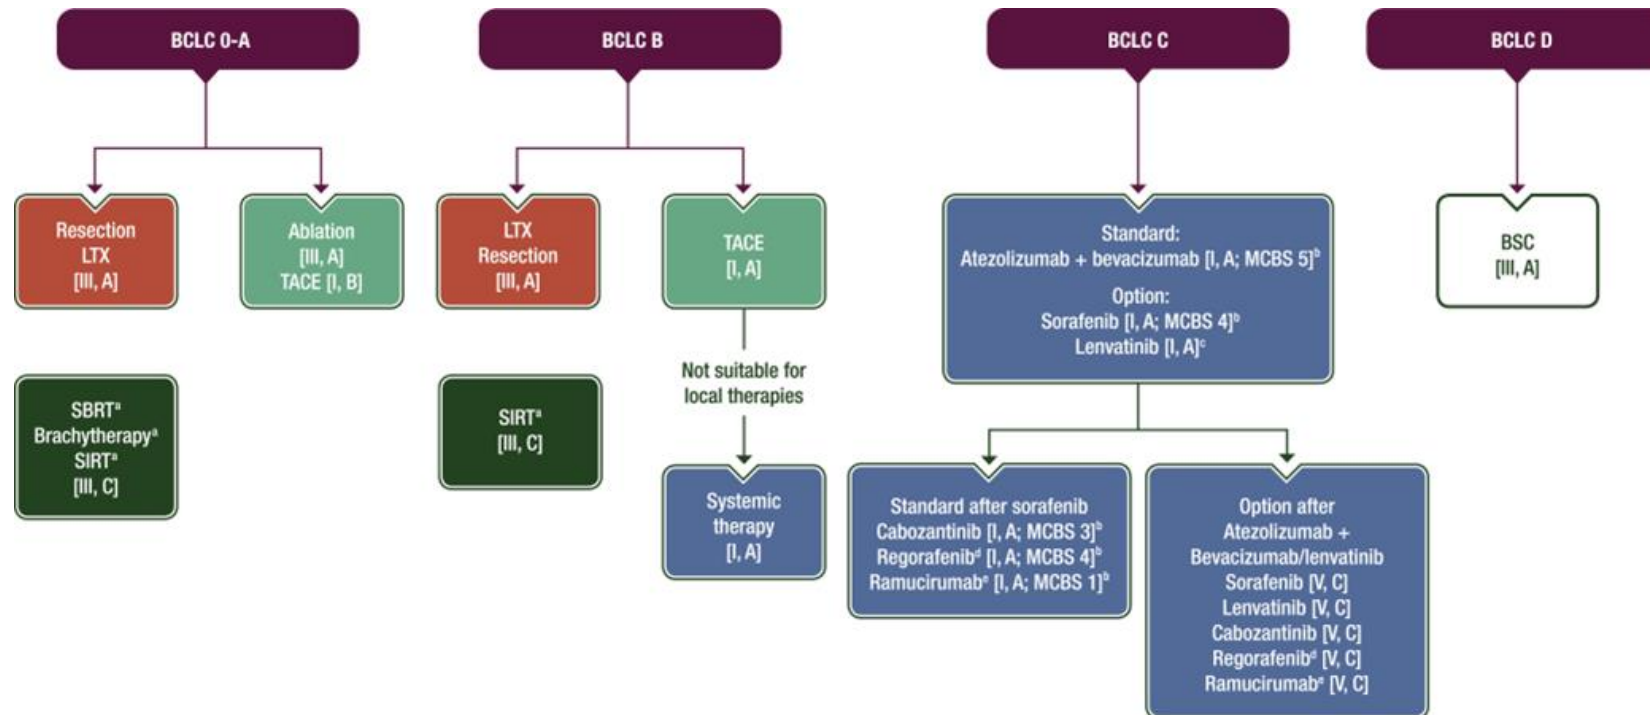 BCLC 0-A
BCLC B
BCLC C
BCLC D
Resection
LTX
[III, A]
Ablation
[III, A]
TACE [I, B]
LTX
Resection
[III, A]
TACE
[I, A]
Standard:
Atezolizumab + bevacizumab [I, A; MCBS 5]ᵇ
Option:
Sorafenib [I, A; MCBS 4]ᵇ
Lenvatinib [I, A]ᶜ
BSC
[III, A]
SBRTᵃ
Brachytherapyᵃ
SIRTᵃ
[III, C]
SIRTᵃ
[III, C]
Not suitable for
local therapies
Systemic
therapy
[I, A]
Standard after sorafenib
Cabozantinib [I, A; MCBS 3]ᵇ
Regorafenibᵈ [I, A; MCBS 4]ᵇ
Ramucirumabᵉ [I, A; MCBS 1]ᵇ
Option after
Atezolizumab +
Bevacizumab/lenvatinib
Sorafenib [V, C]
Lenvatinib [V, C]
Cabozantinib [V, C]
Regorafenibᵈ [V, C]
Ramucirumabᵉ [V, C]